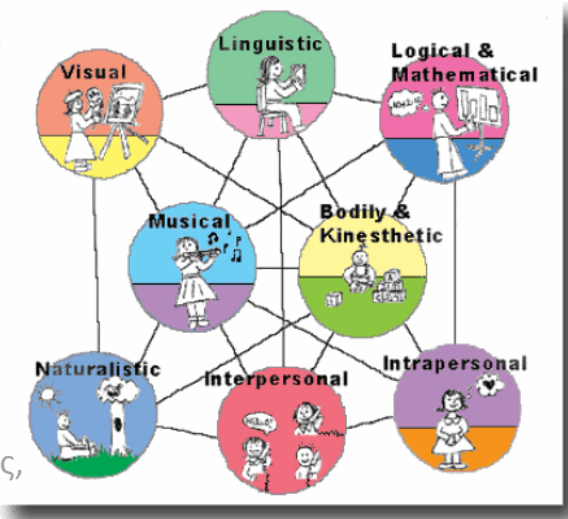 Linguistic
Visual
Logical &
Mathematical
Musical
Bodily &
Kinesthetic
Naturalistic
Interpersonal
Intrapersonal
ς,